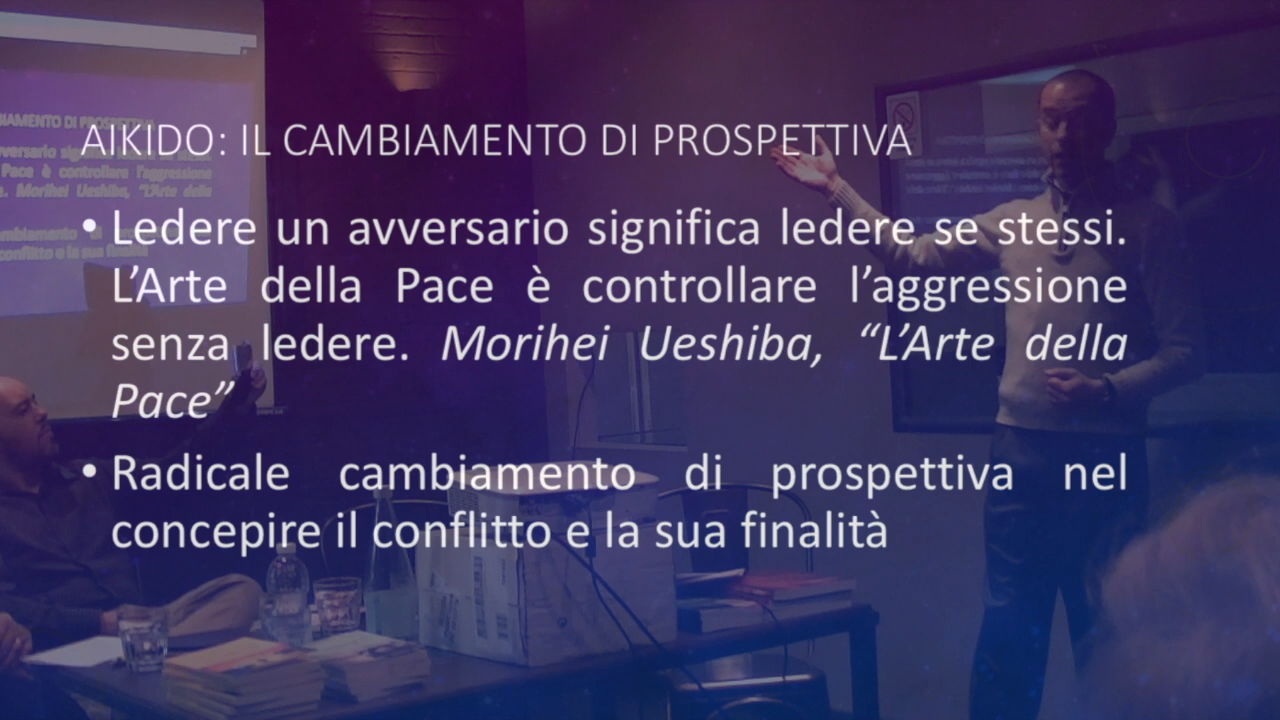 AIKIDO: IL CAMBIAMENTO DI PROSPETTIVA
• Ledere un avversario significa ledere se stessi.
L’Arte della Pace è controllare l’aggressione
senza ledere. Morihei Ueshiba, “L’Arte della
Pace”
• Radicale cambiamento di prospettiva nel
concepire il conflitto e la sua finalità